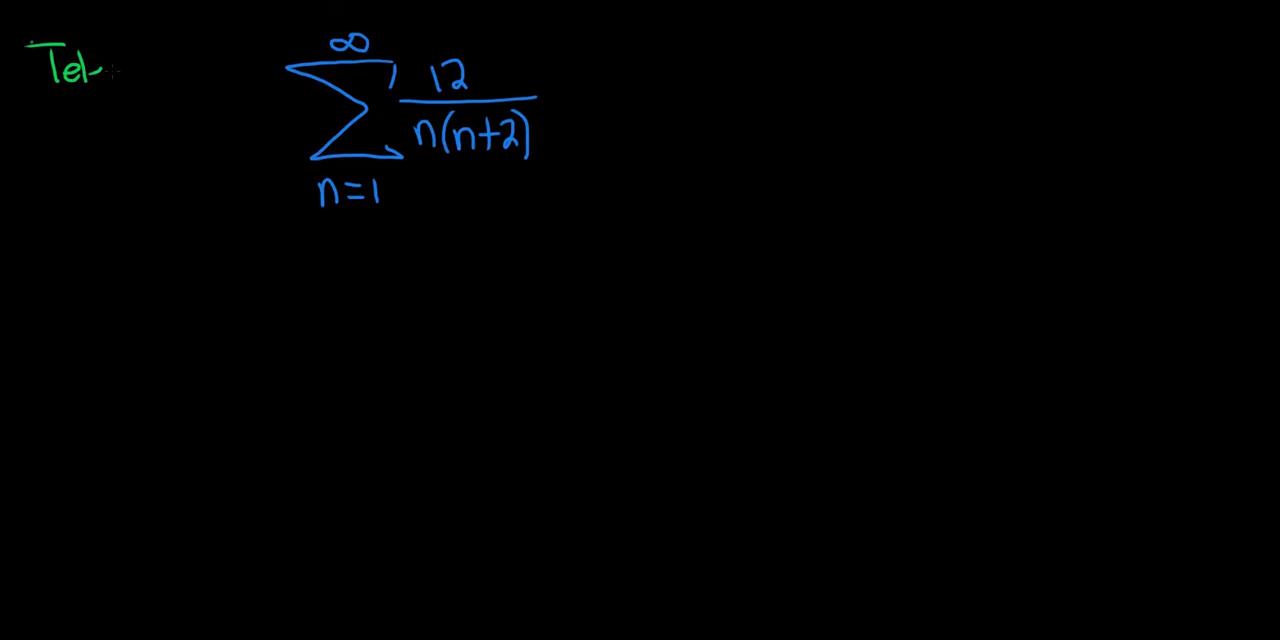 Tel
∞
∑ 12 / n(n+2)
n=1